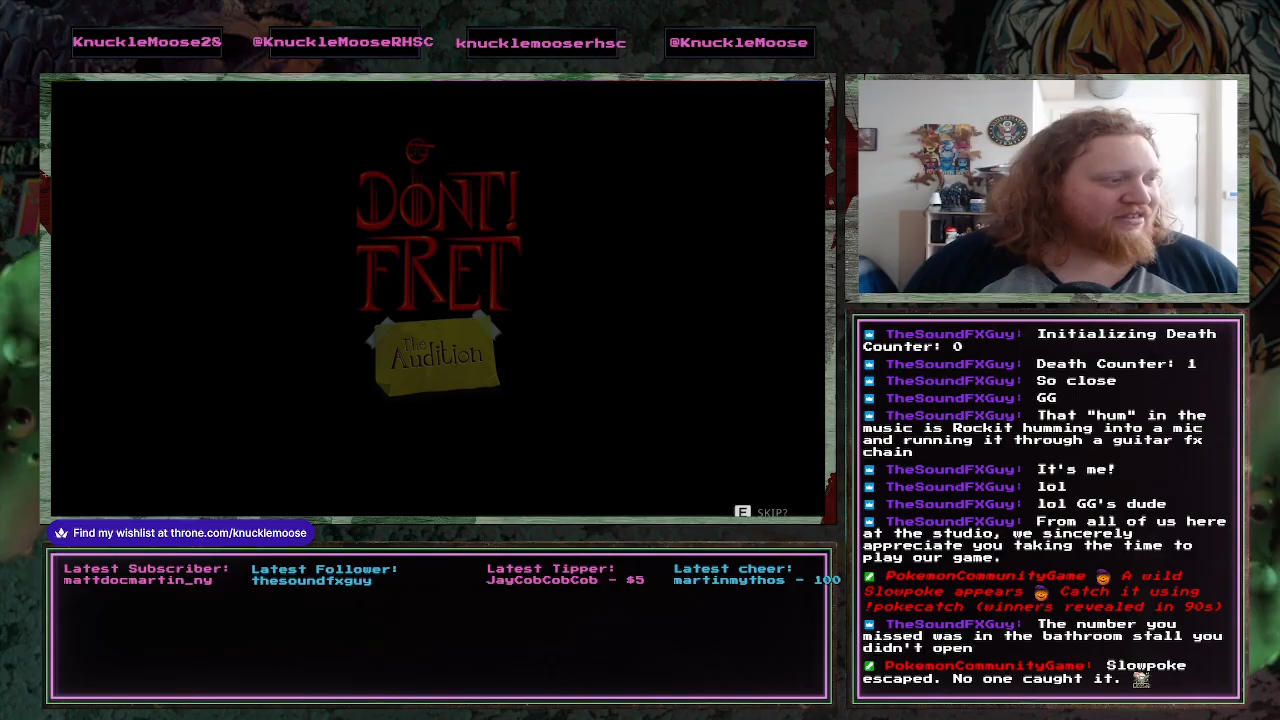 KnuckleMoose28
@KnuckleMooseRHSC
knucklemooserhsc
@KnuckleMoose
DON'T!
FRET
The
Audition
E SKIP?
Find my wishlist at throne.com/knucklemoose
Latest Subscriber:
mattdocmartin_ny
Latest Follower:
thesoundfxguy
Latest Tipper:
JayCobCobCob - $5
Latest cheer:
martinmythos - 100
TheSoundFXGuy: Initializing Death
Counter: 0
TheSoundFXGuy: Death Counter: 1
TheSoundFXGuy: So close
TheSoundFXGuy: GG
TheSoundFXGuy: That "hum" in the
music is Rockit humming into a mic
and running it through a guitar fx
chain
TheSoundFXGuy: It's me!
TheSoundFXGuy: lol
TheSoundFXGuy: lol GG's dude
TheSoundFXGuy: From all of us here
at the studio, we sincerely
appreciate you taking the time to
play our game.
PokemonCommunityGame A wild
Slowpoke appears Catch it using
!pokecatch (winners revealed in 90s)
TheSoundFXGuy: The number you
missed was in the bathroom stall you
didn't open
PokemonCommunityGame: Slowpoke
escaped. No one caught it.